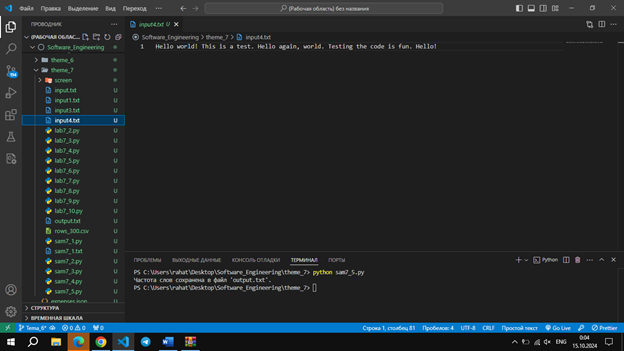 Файл Правка Выделение Вид Переход ···
(Рабочая область) без названия
ПРОВОДНИК ···
input4.txt U
(РАБОЧАЯ ОБЛАСТЬ...
Software_Engineering > theme_7 > input4.txt
Software_Engineering
1 Hello world! This is a test. Hello again, world. Testing the code is fun. Hello!
theme_6
theme_7
screen
input.txt U
input1.txt U
input3.txt U
input4.txt U
lab7_2.py U
lab7_3.py U
lab7_4.py U
lab7_5.py U
lab7_6.py U
lab7_7.py U
lab7_8.py U
lab7_9.py U
lab7_10.py U
output.txt U
rows_300.csv U
sam7_1.py U
sam7_1.txt U
sam7_2.py U
sam7_3.py U
sam7_4.py U
sam7_5.py U
СТРУКТУРА
ВРЕМЕННАЯ ШКАЛА
ПРОБЛЕМЫ ВЫХОДНЫЕ ДАННЫЕ КОНСОЛЬ ОТЛАДКИ ТЕРМИНАЛ ПОРТЫ
Python
PS C:\Users\rahat\Desktop\Software_Engineering\theme_7> python sam7_5.py
Частота слов сохранена в файл 'output.txt'.
PS C:\Users\rahat\Desktop\Software_Engineering\theme_7>
Tema_6* 0 0 0 Строка 1, столбец 81 Пробелов: 4 UTF-8 CRLF Простой текст Go Live Prettier
ENG 0:04
15.10.2024